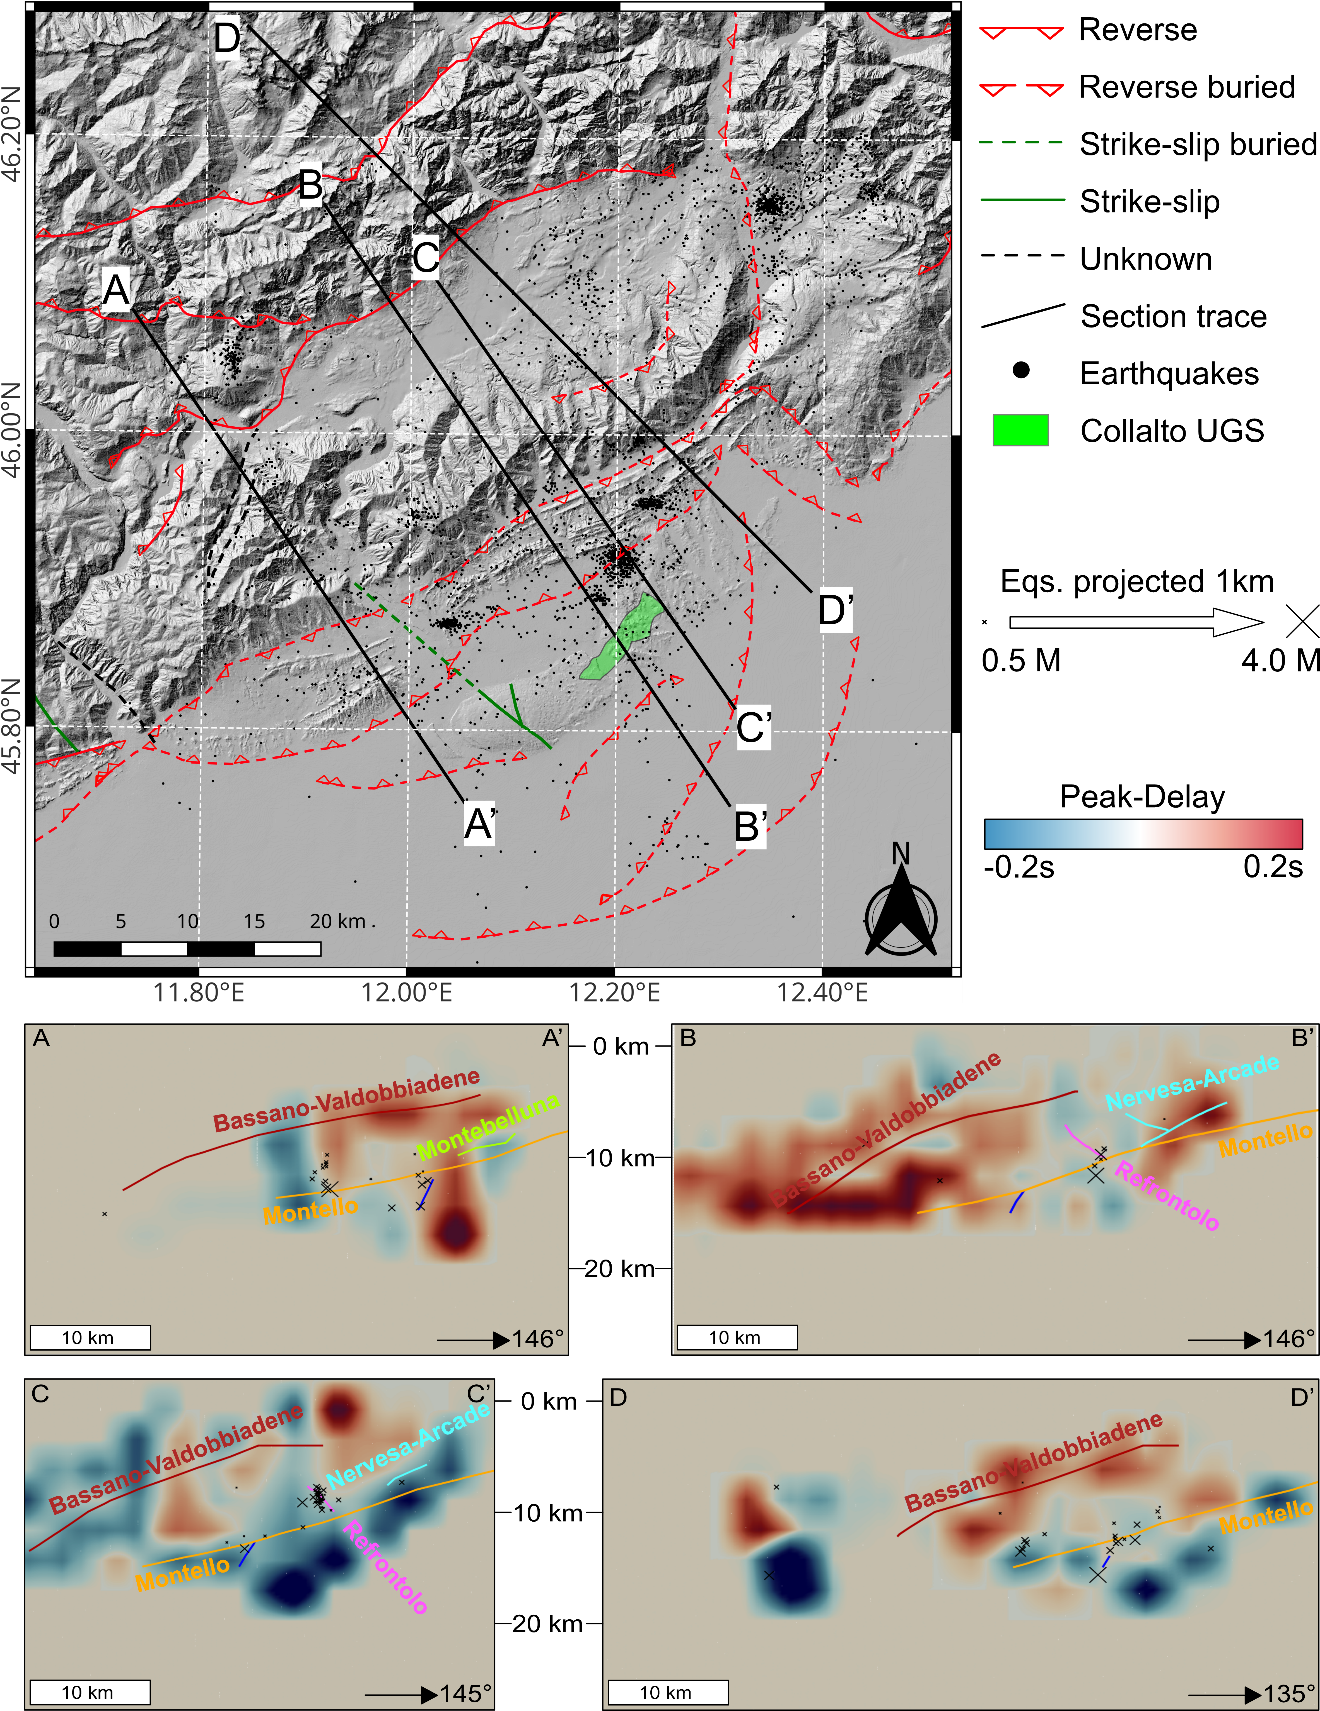 D
B
C
A
D'
C'
B'
A'
N
46.20°N
46.00°N
45.80°N
0 5 10 15 20 km .
11.80°E 12.00°E 12.20°E 12.40°E
Reverse
Reverse buried
Strike-slip buried
Strike-slip
Unknown
Section trace
Earthquakes
Collalto UGS
Eqs. projected 1km
0.5 M 4.0 M
Peak-Delay
-0.2s 0.2s
A A'
Bassano-Valdobbiadene
Montebelluna
Montello
10 km 146°
0 km
10 km
20 km
B B'
Bassano-Valdobbiadene
Nervesa-Arcade
Montello
Refrontolo
10 km 146°
C C'
Bassano-Valdobbiadene
Nervesa-Arcade
Montello
Refrontolo
10 km 145°
0 km
10 km
20 km
D D'
Bassano-Valdobbiadene
Montello
10 km 135°